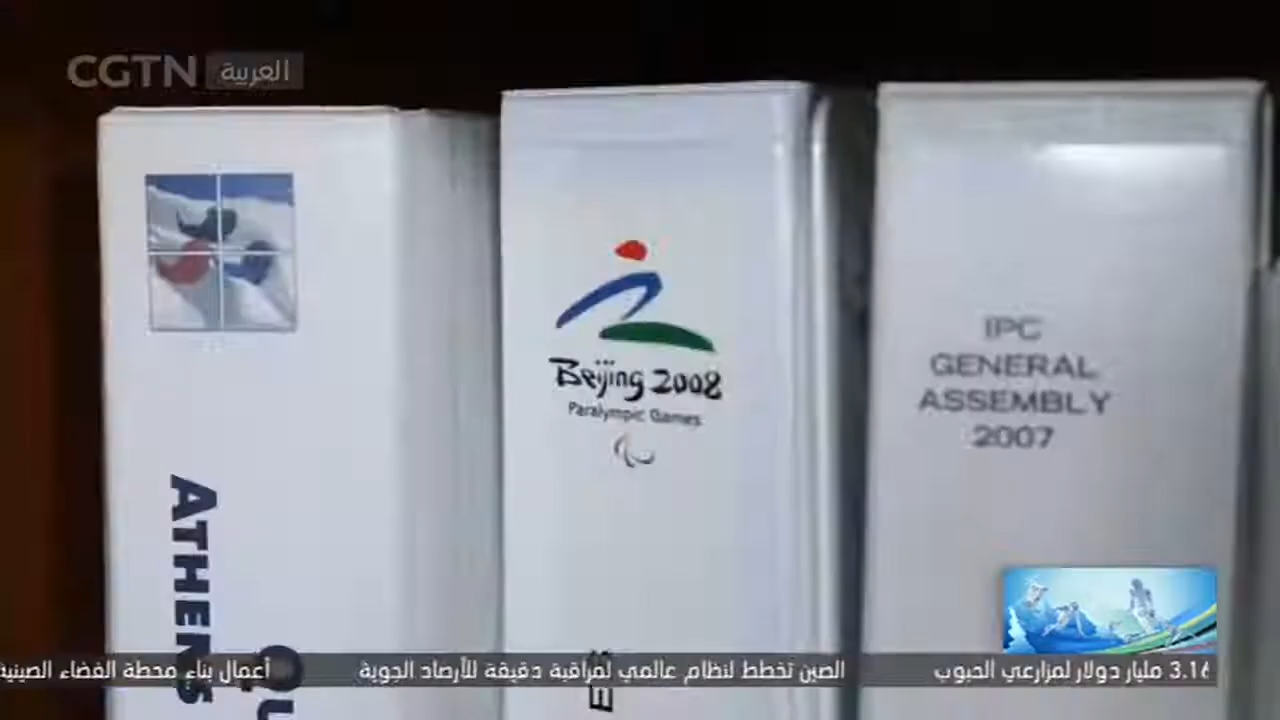 CGTN العربية
ATHENS
Beijing 2008
Paralympic Games
IPC
GENERAL
ASSEMBLY
2007
3.16 مليار دولار لمزارعي الحبوب
الصين تخطط لنظام عالمي لمراقبة دقيقة للأرصاد الجوية
أعمال بناء محطة الفضاء الصينية